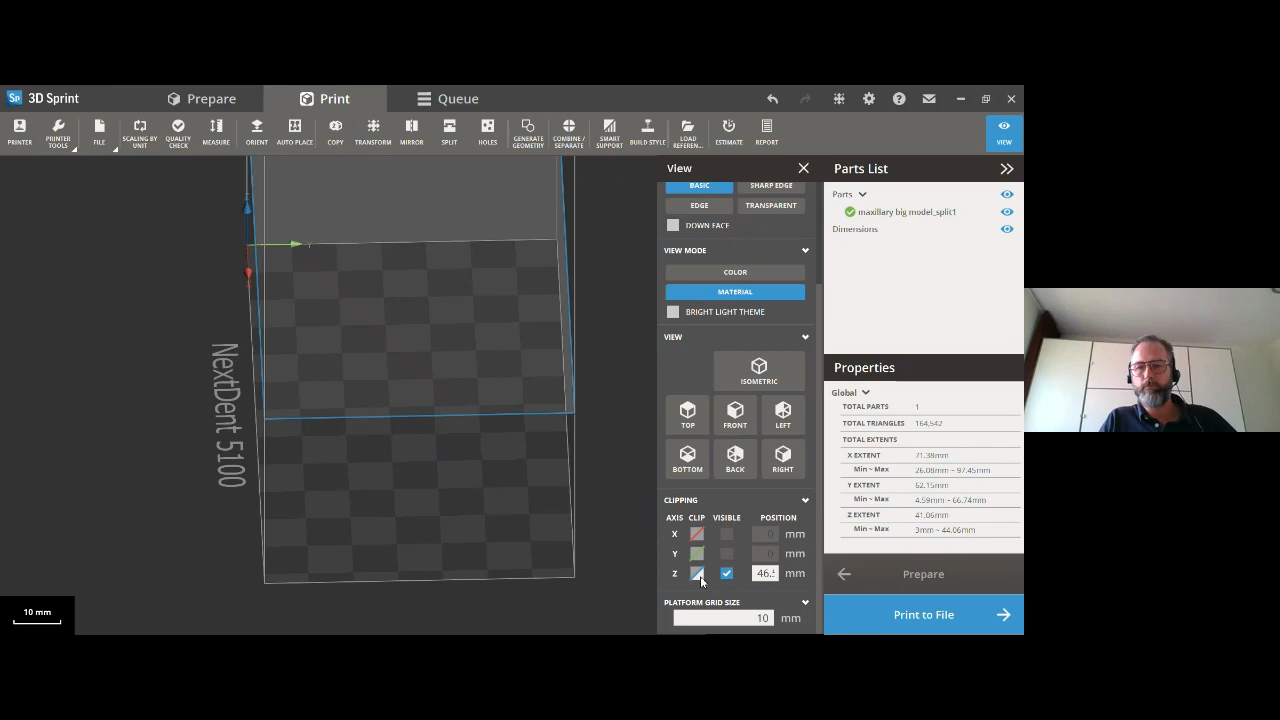 Sp 3D Sprint
Prepare
Print
Queue
PRINTER
PRINTER TOOLS
FILE
SCALING BY UNIT
QUALITY CHECK
MEASURE
ORIENT
AUTO PLACE
COPY
TRANSFORM
MIRROR
SPLIT
HOLES
GENERATE GEOMETRY
COMBINE / SEPARATE
SMART SUPPORT
BUILD STYLE
LOAD REFEREN...
ESTIMATE
REPORT
VIEW
View
BASIC
SHARP EDGE
EDGE
TRANSPARENT
DOWN FACE
VIEW MODE
COLOR
MATERIAL
BRIGHT LIGHT THEME
VIEW
ISOMETRIC
TOP
FRONT
LEFT
BOTTOM
BACK
RIGHT
CLIPPING
AXIS CLIP VISIBLE POSITION
X 0 mm
Y 0 mm
Z mm
PLATFORM GRID SIZE
10 mm
Parts List
Parts
maxillary big model_split1
Dimensions
Properties
Global
TOTAL PARTS 1
TOTAL TRIANGLES 164,542
TOTAL EXTENTS
X EXTENT 71.38mm
Min ~ Max 26.08mm ~ 97.45mm
Y EXTENT 62.15mm
Min ~ Max 4.59mm ~ 66.74mm
Z EXTENT 41.06mm
Min ~ Max 3mm ~ 44.06mm
Prepare
Print to File
NextDent 5100
Y
10 mm